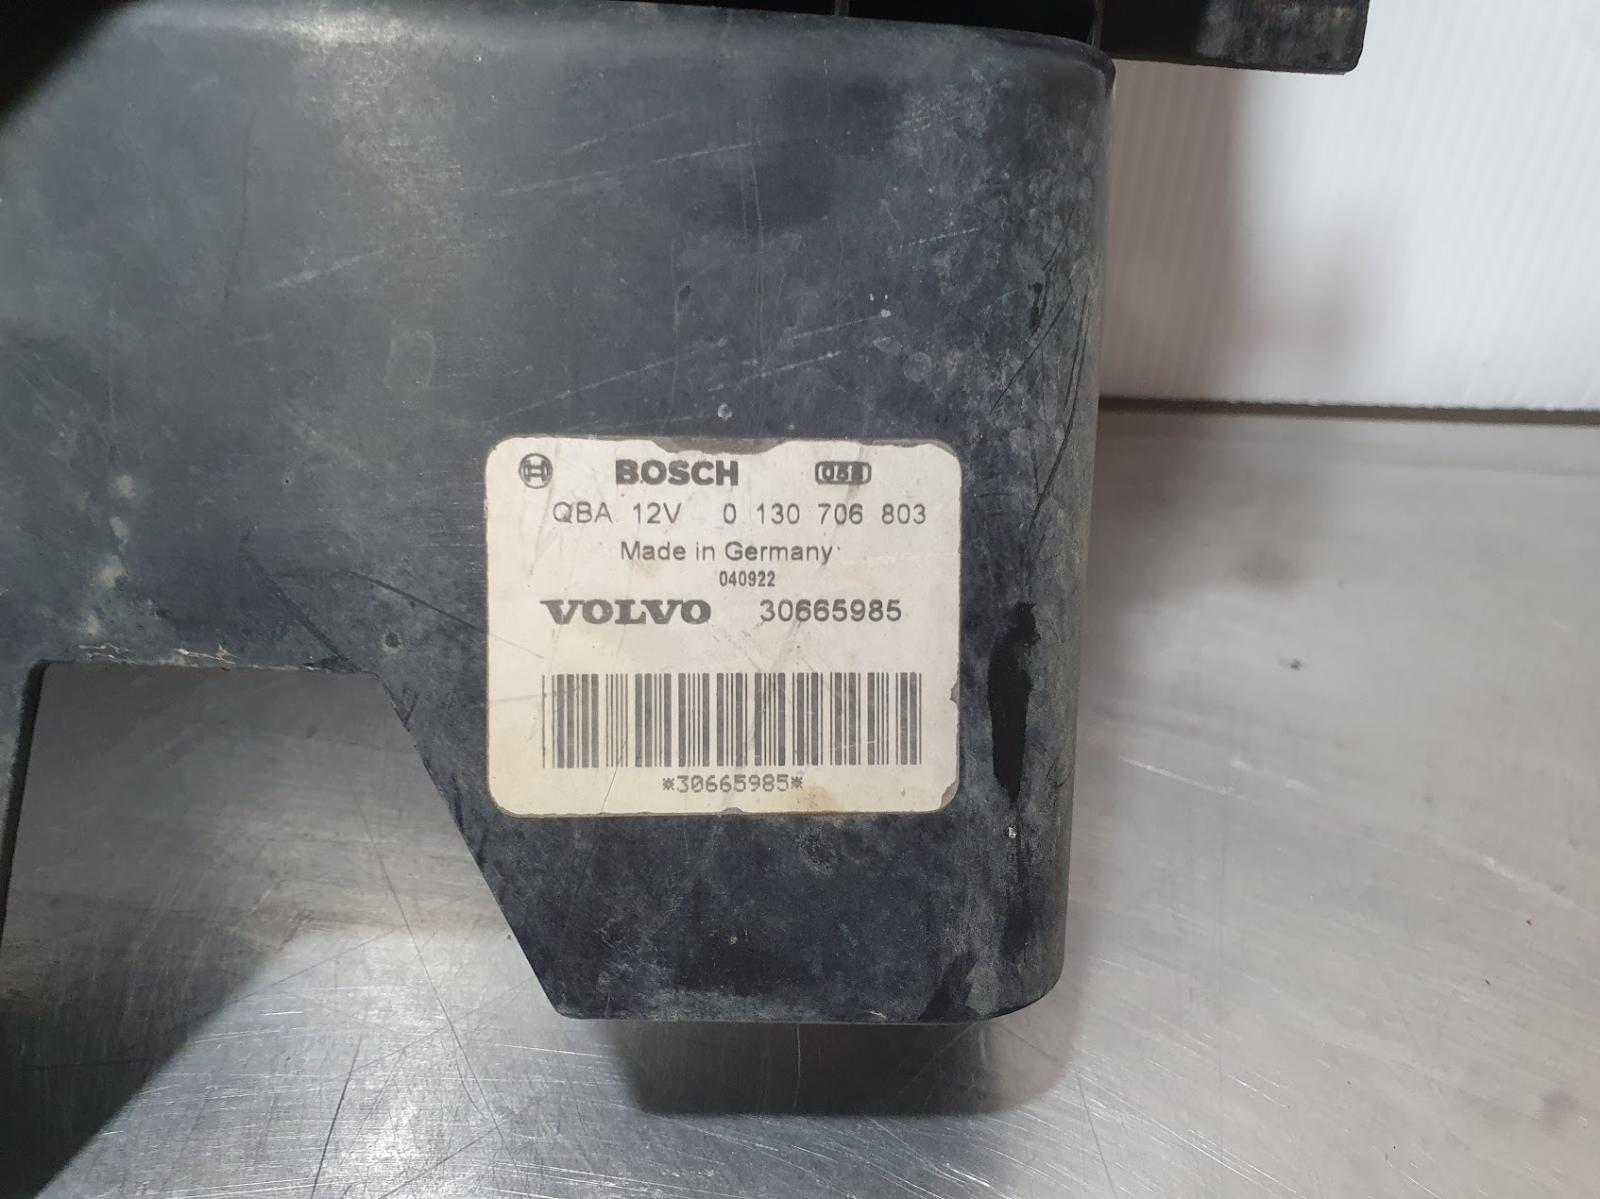 BOSCH
QBA 12V 0 130 706 803
Made in Germany
040922
VOLVO 30665985
*30665985*